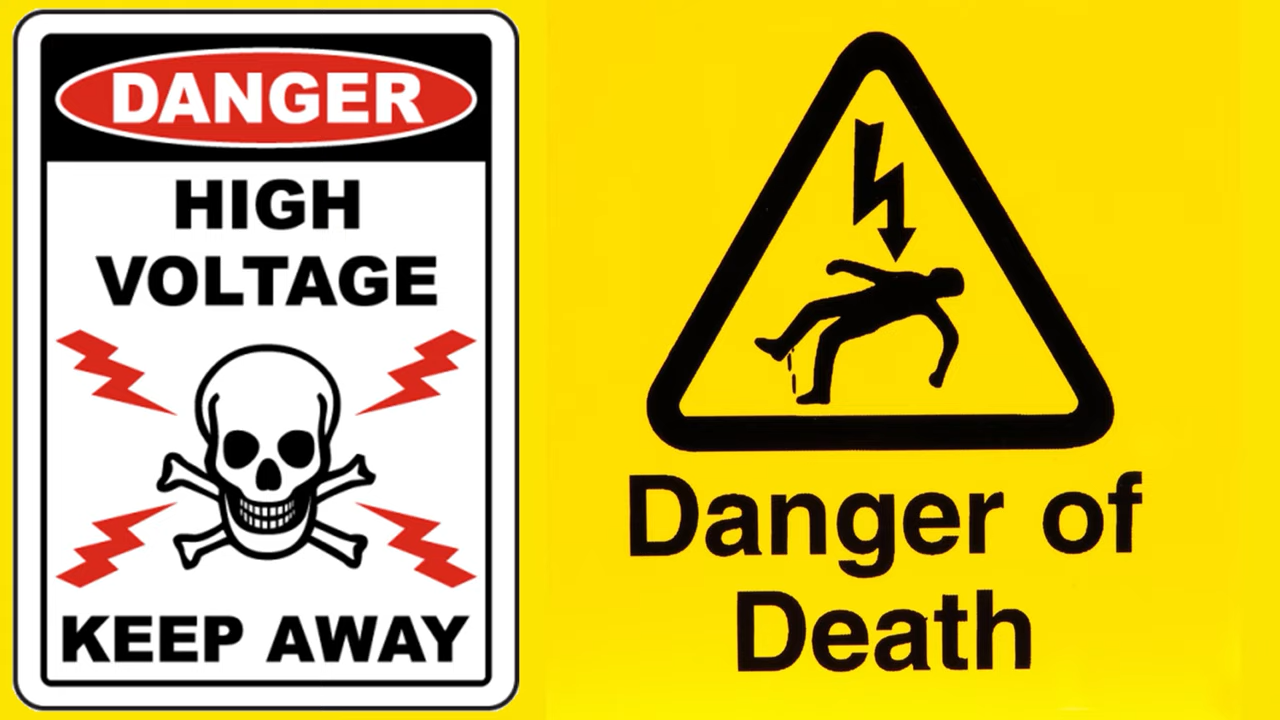 DANGER
HIGH
VOLTAGE
KEEP AWAY
Danger of
Death